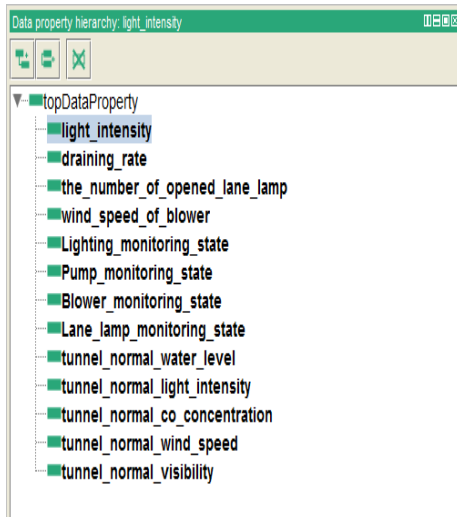 Data property hierarchy: light_intensity
topDataProperty
light_intensity
draining_rate
the_number_of_opened_lane_lamp
wind_speed_of_blower
Lighting_monitoring_state
Pump_monitoring_state
Blower_monitoring_state
Lane_lamp_monitoring_state
tunnel_normal_water_level
tunnel_normal_light_intensity
tunnel_normal_co_concentration
tunnel_normal_wind_speed
tunnel_normal_visibility